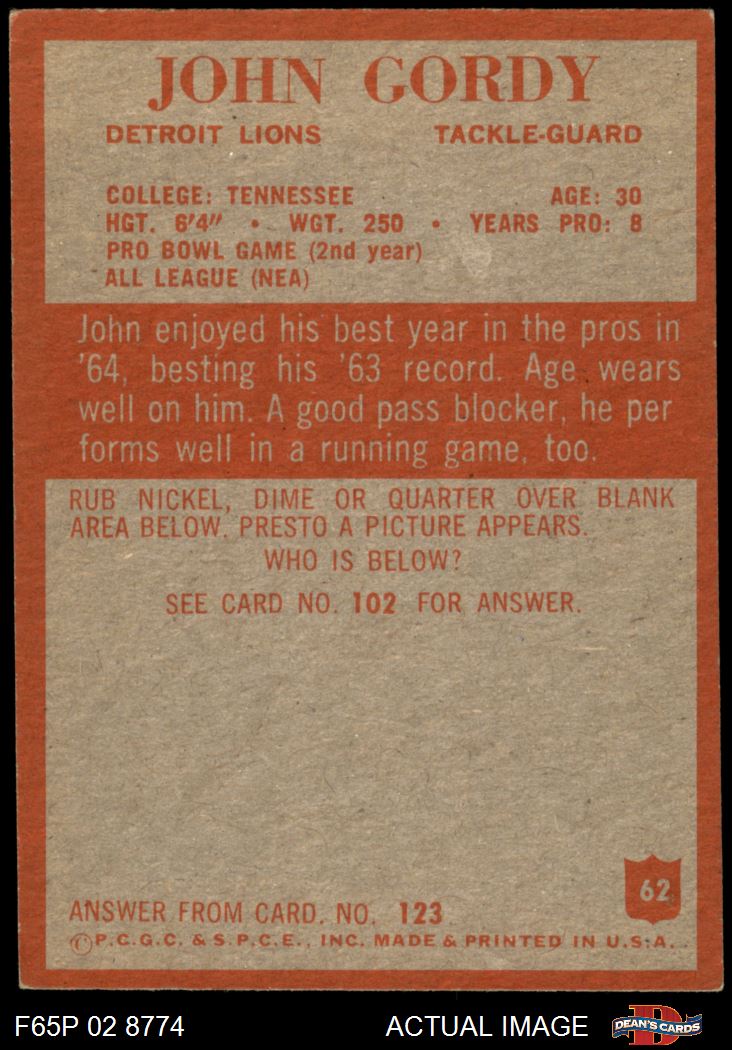 JOHN GORDY
DETROIT LIONS TACKLE-GUARD
COLLEGE: TENNESSEE AGE: 30
HGT. 6'4" • WGT. 250 • YEARS PRO: 8
PRO BOWL GAME (2nd year)
ALL LEAGUE (NEA)
John enjoyed his best year in the pros in
'64, besting his '63 record. Age wears
well on him. A good pass blocker, he per
forms well in a running game, too.
RUB NICKEL, DIME OR QUARTER OVER BLANK
AREA BELOW. PRESTO A PICTURE APPEARS.
WHO IS BELOW?
SEE CARD NO. 102 FOR ANSWER.
62
ANSWER FROM CARD. NO. 123
©P.C.G.C. & S.P.C.E., INC. MADE & PRINTED IN U.S.A.
F65P 02 8774 ACTUAL IMAGE D DEAN'S CARDS